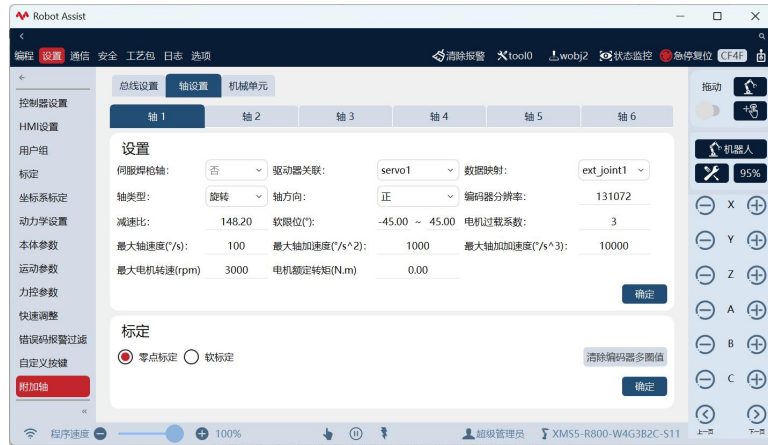 Robot Assist
编程 设置 通信 安全 工艺包 日志 选项 清除报警 tool0 wobj2 状态监控 急停复位 CF4F
控制器设置
HMI设置
用户组
标定
坐标系标定
动力学设置
本体参数
运动参数
力控参数
快速调整
错误码报警过滤
自定义按键
附加轴
总线设置 轴设置 机械单元
轴 1 轴 2 轴 3 轴 4 轴 5 轴 6
设置
伺服焊枪轴: 否 驱动器关联: servo1 数据映射: ext_joint1
轴类型: 旋转 轴方向: 正 编码器分辨率: 131072
减速比: 148.20 软限位(°): -45.00 ~ 45.00 电机过载系数: 3
最大轴速度(°/s): 100 最大轴加速度(°/s^2): 1000 最大轴加加速度(°/s^3): 10000
最大电机转速(rpm) 3000 电机额定转矩(N.m) 0.00
确定
标定
零点标定 软标定 清除编码器多圈值
确定
拖动
机器人
95%
X
Y
Z
A
B
C
上一页 下一页
程序速度 100% 超级管理员 XMS5-R800-W4G3B2C-S11